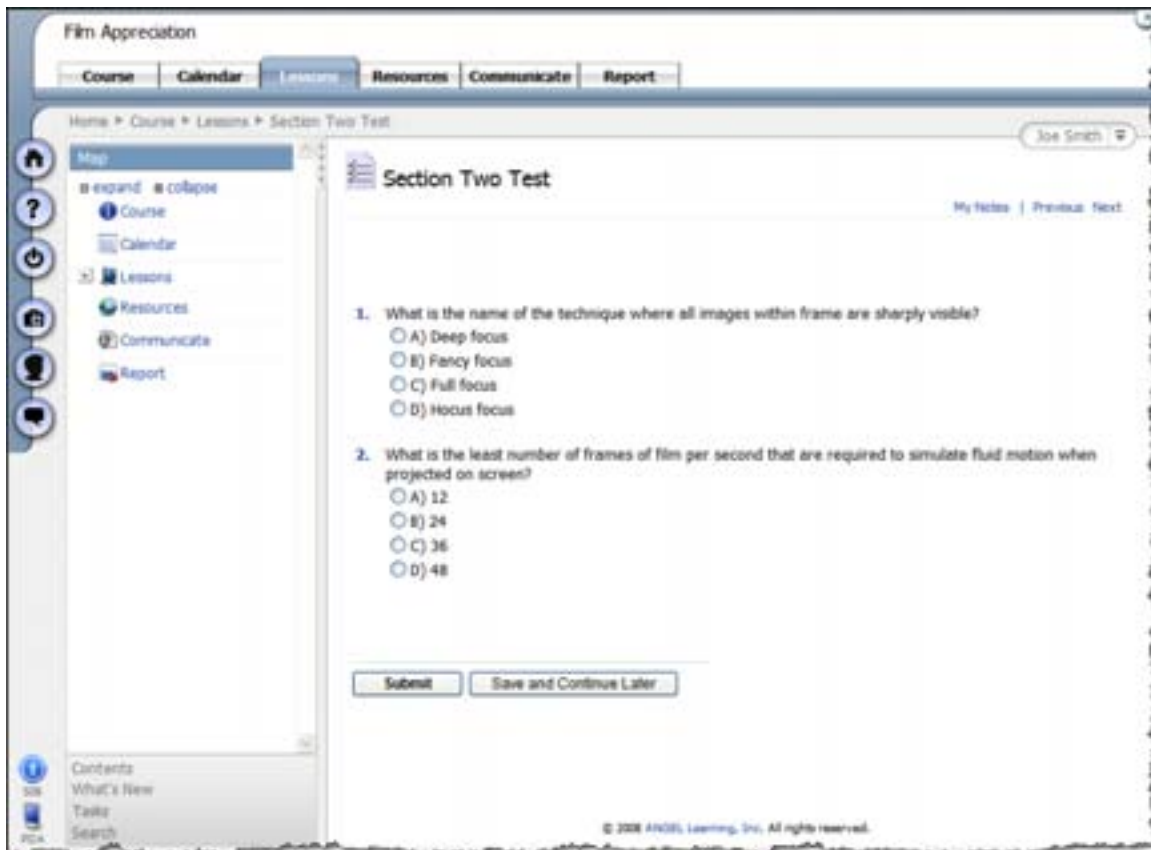 Film Appreciation
Course Calendar Lessons Resources Communicate Report
Home Course Lessons Section Two Test
Joe Smith
Map
expand collapse
Course
Calendar
Lessons
Resources
Communicate
Report
Contents
What's New
Tasks
Search
PDA
Section Two Test
My Notes | Previous Next
1. What is the name of the technique where all images within frame are sharply visible?
A) Deep focus
B) Fancy focus
C) Full focus
D) Hocus focus
2. What is the least number of frames of film per second that are required to simulate fluid motion when
projected on screen?
A) 12
B) 24
C) 36
D) 48
Submit Save and Continue Later
© 2008 ANGEL Learning, Inc. All rights reserved.